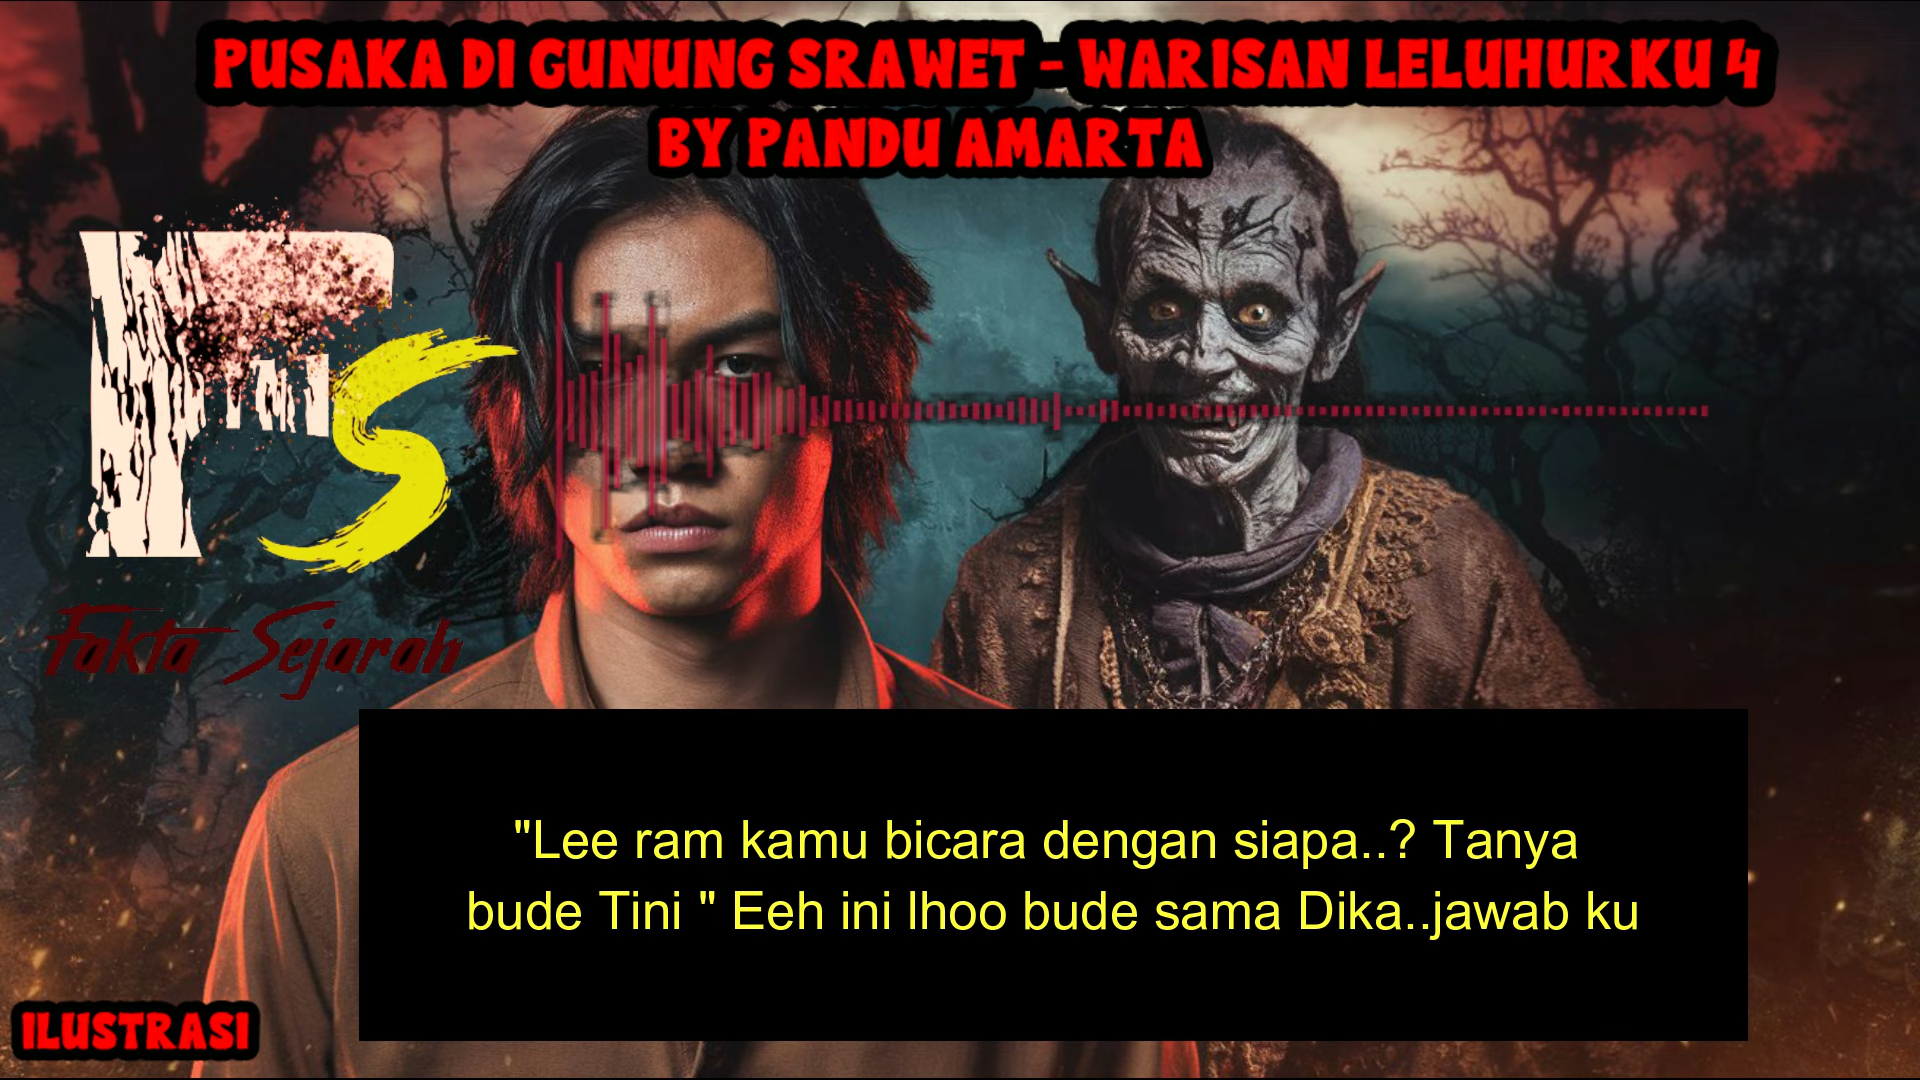 PUSAKA DI GUNUNG SRAWET - WARISAN LELUHURKU 4
BY PANDU AMARTA
FS
Fakta Sejarah
"Lee ram kamu bicara dengan siapa..? Tanya
bude Tini " Eeh ini lhoo bude sama Dika..jawab ku
ILUSTRASI